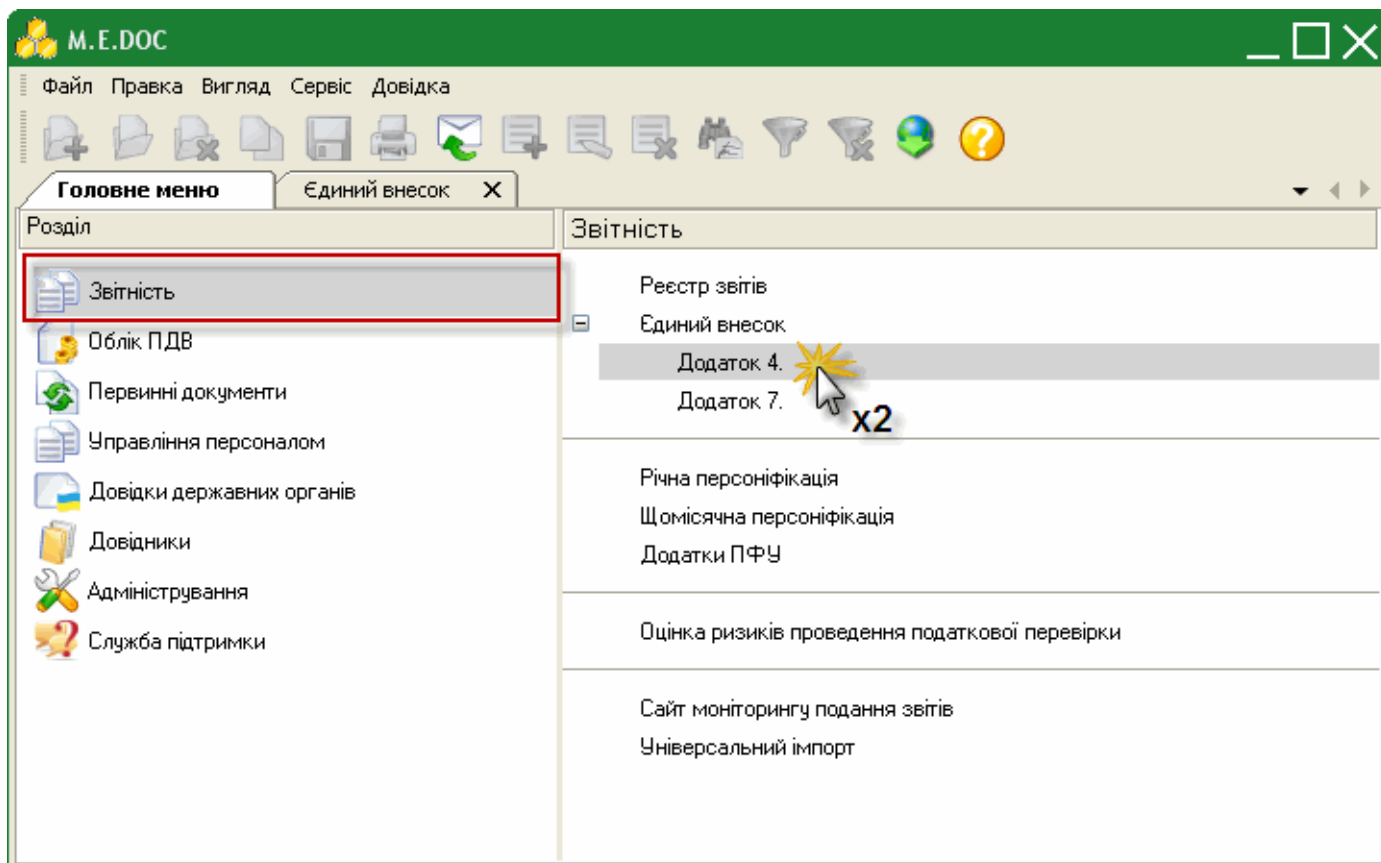 M.E.DOC
Файл Правка Вигляд Сервіс Довідка
Головне меню Єдиний внесок X
Розділ
Звітність
Звітність
Облік ПДВ
Первинні документи
Управління персоналом
Довідки державних органів
Довідники
Адміністрування
Служба підтримки
Реєстр звітів
Єдиний внесок
Додаток 4.
x2
Додаток 7.
Річна персоніфікація
Щомісячна персоніфікація
Додатки ПФУ
Оцінка ризиків проведення податкової перевірки
Сайт моніторингу подання звітів
Універсальний імпорт